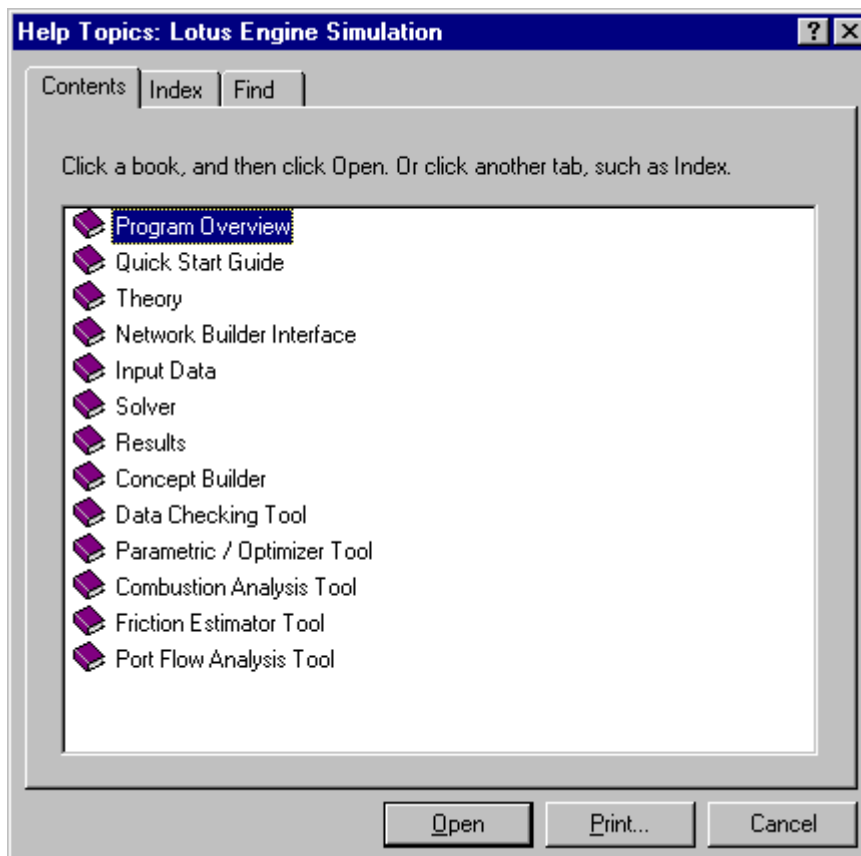 Help Topics: Lotus Engine Simulation
Contents Index Find
Click a book, and then click Open. Or click another tab, such as Index.
Program Overview
Quick Start Guide
Theory
Network Builder Interface
Input Data
Solver
Results
Concept Builder
Data Checking Tool
Parametric / Optimizer Tool
Combustion Analysis Tool
Friction Estimator Tool
Port Flow Analysis Tool
Open Print... Cancel